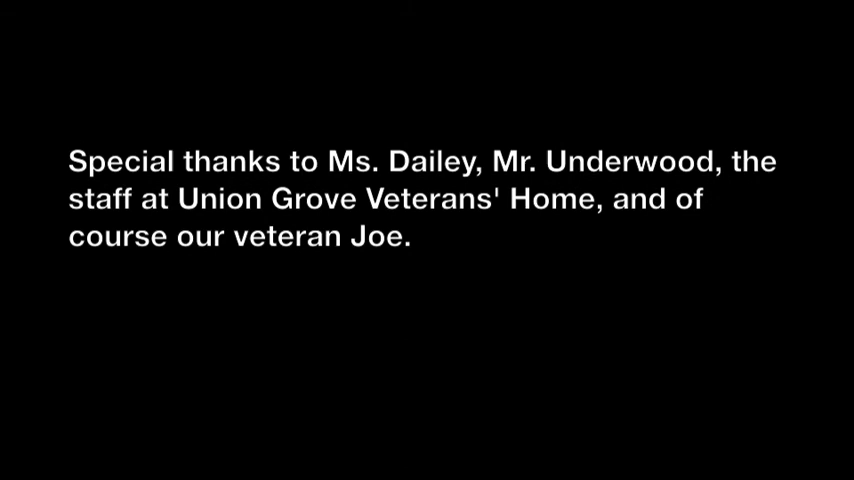 Special thanks to Ms. Dailey, Mr. Underwood, the
staff at Union Grove Veterans' Home, and of
course our veteran Joe.